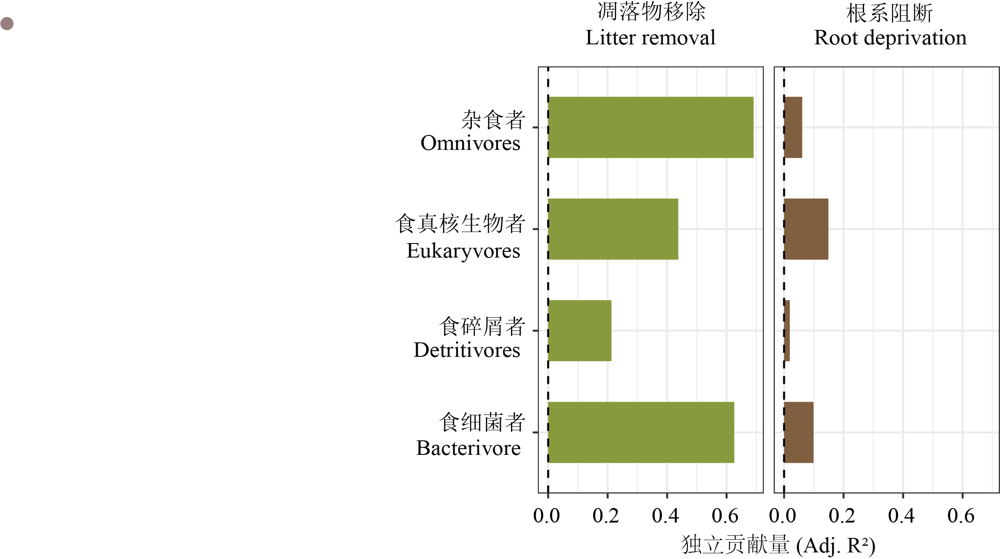 凋落物移除
Litter removal
根系阻断
Root deprivation
杂食者
Omnivores
食真核生物者
Eukaryvores
食碎屑者
Detritivores
食细菌者
Bacterivore
0.0 0.2 0.4 0.6 0.0 0.2 0.4 0.6
独立贡献量 (Adj. R²)